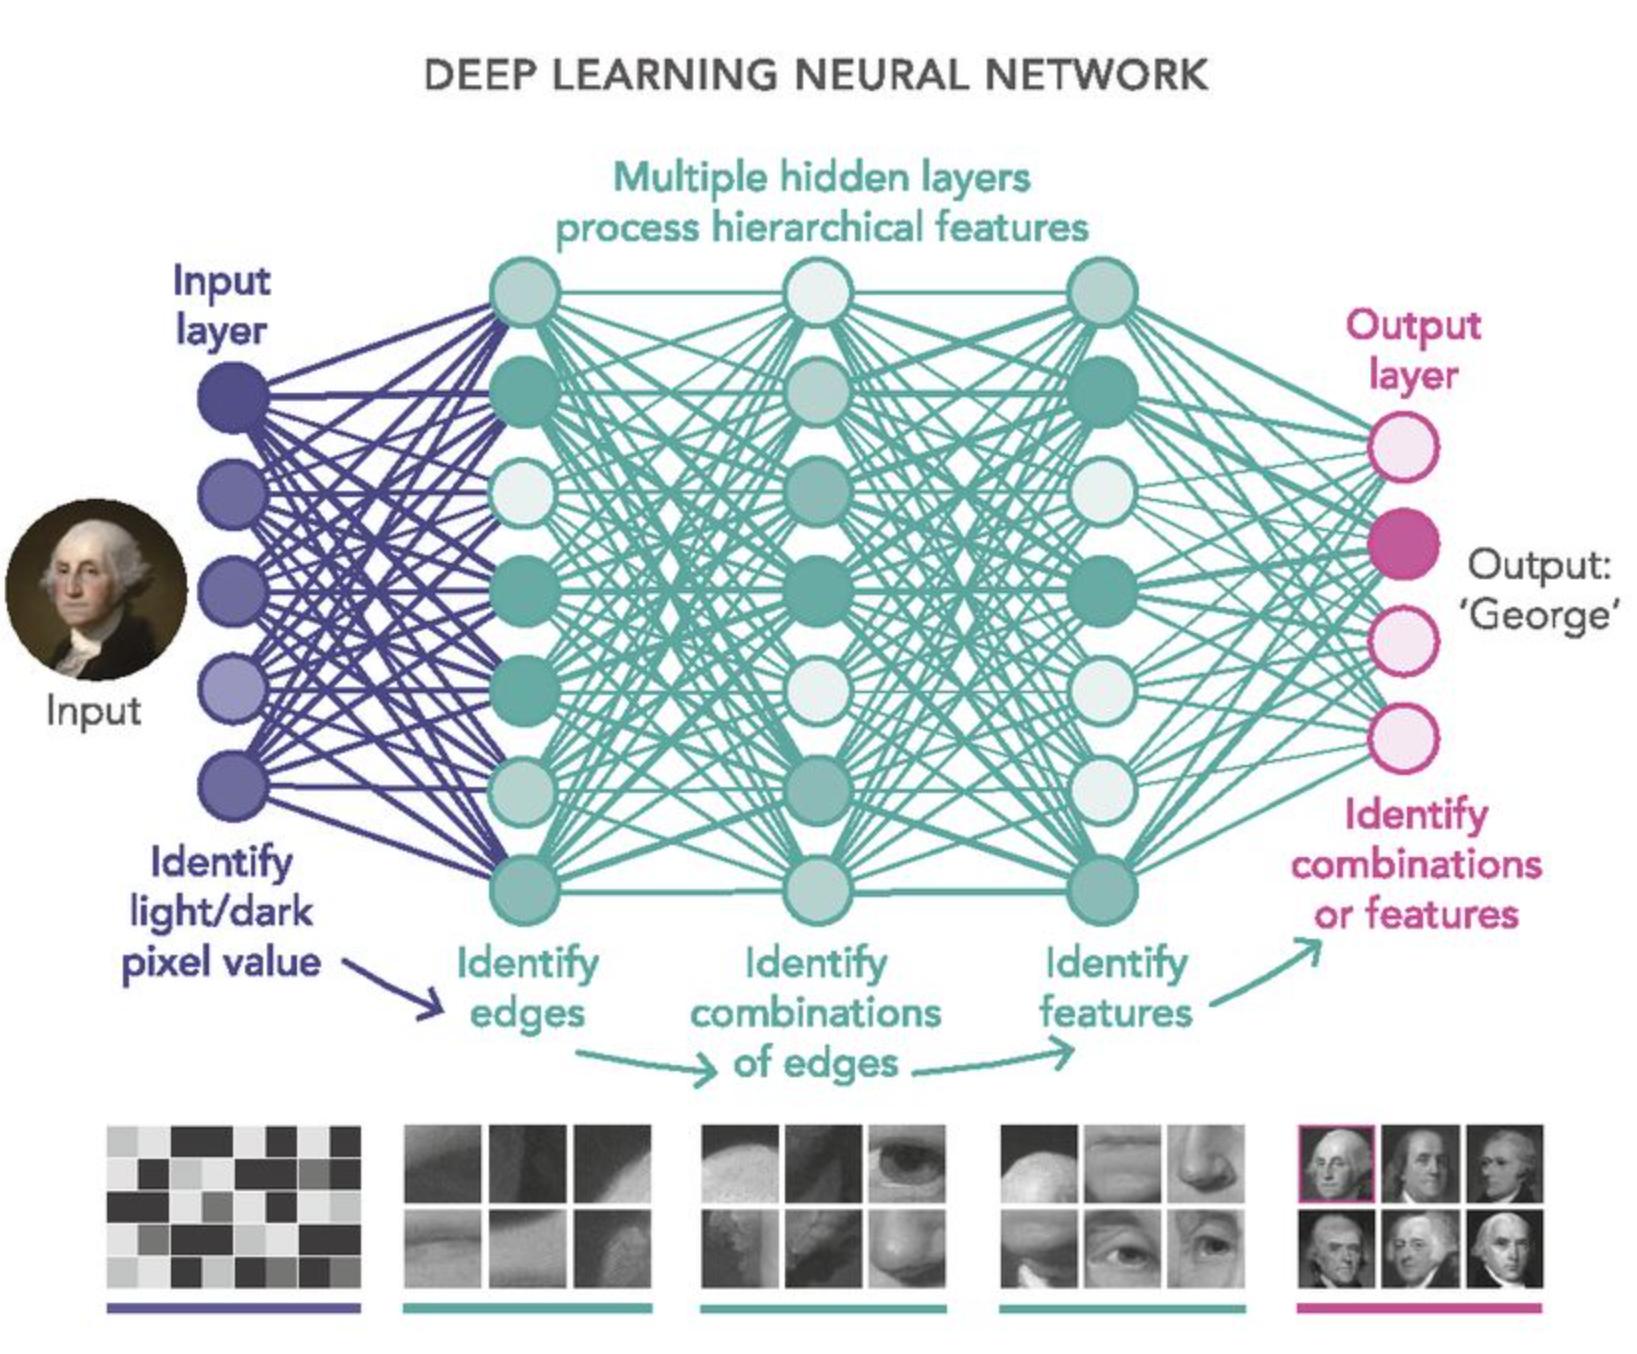 DEEP LEARNING NEURAL NETWORK
Multiple hidden layers
process hierarchical features
Input
layer
Output
layer
Input
Output:
‘George’
Identify
light/dark
pixel value
Identify
edges
Identify
combinations
of edges
Identify
features
Identify
combinations
or features